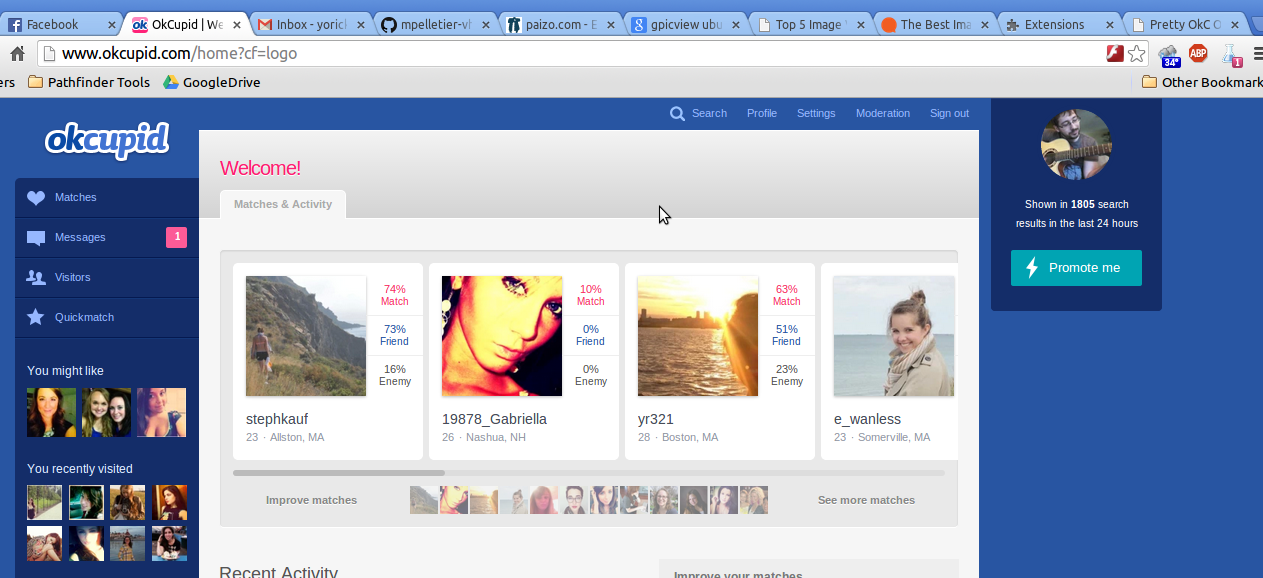 Facebook
OkCupid | We
Inbox - yorick
mpelletier-vh
paizo.com - E
gpicview ubu
Top 5 Image
The Best Ima
Extensions
Pretty OkC O
www.okcupid.com/home?cf=logo
34°
ABP
1
ers
Pathfinder Tools
GoogleDrive
Other Bookmark
okcupid
Search
Profile
Settings
Moderation
Sign out
Welcome!
Matches & Activity
Matches
Messages
1
Visitors
Quickmatch
You might like
You recently visited
74%
Match
73%
Friend
16%
Enemy
stephkauf
23 · Allston, MA
10%
Match
0%
Friend
0%
Enemy
19878_Gabriella
26 · Nashua, NH
63%
Match
51%
Friend
23%
Enemy
yr321
28 · Boston, MA
e_wanless
23 · Somerville, MA
Improve matches
See more matches
Recent Activity
Improve your matches
Shown in 1805 search
results in the last 24 hours
Promote me